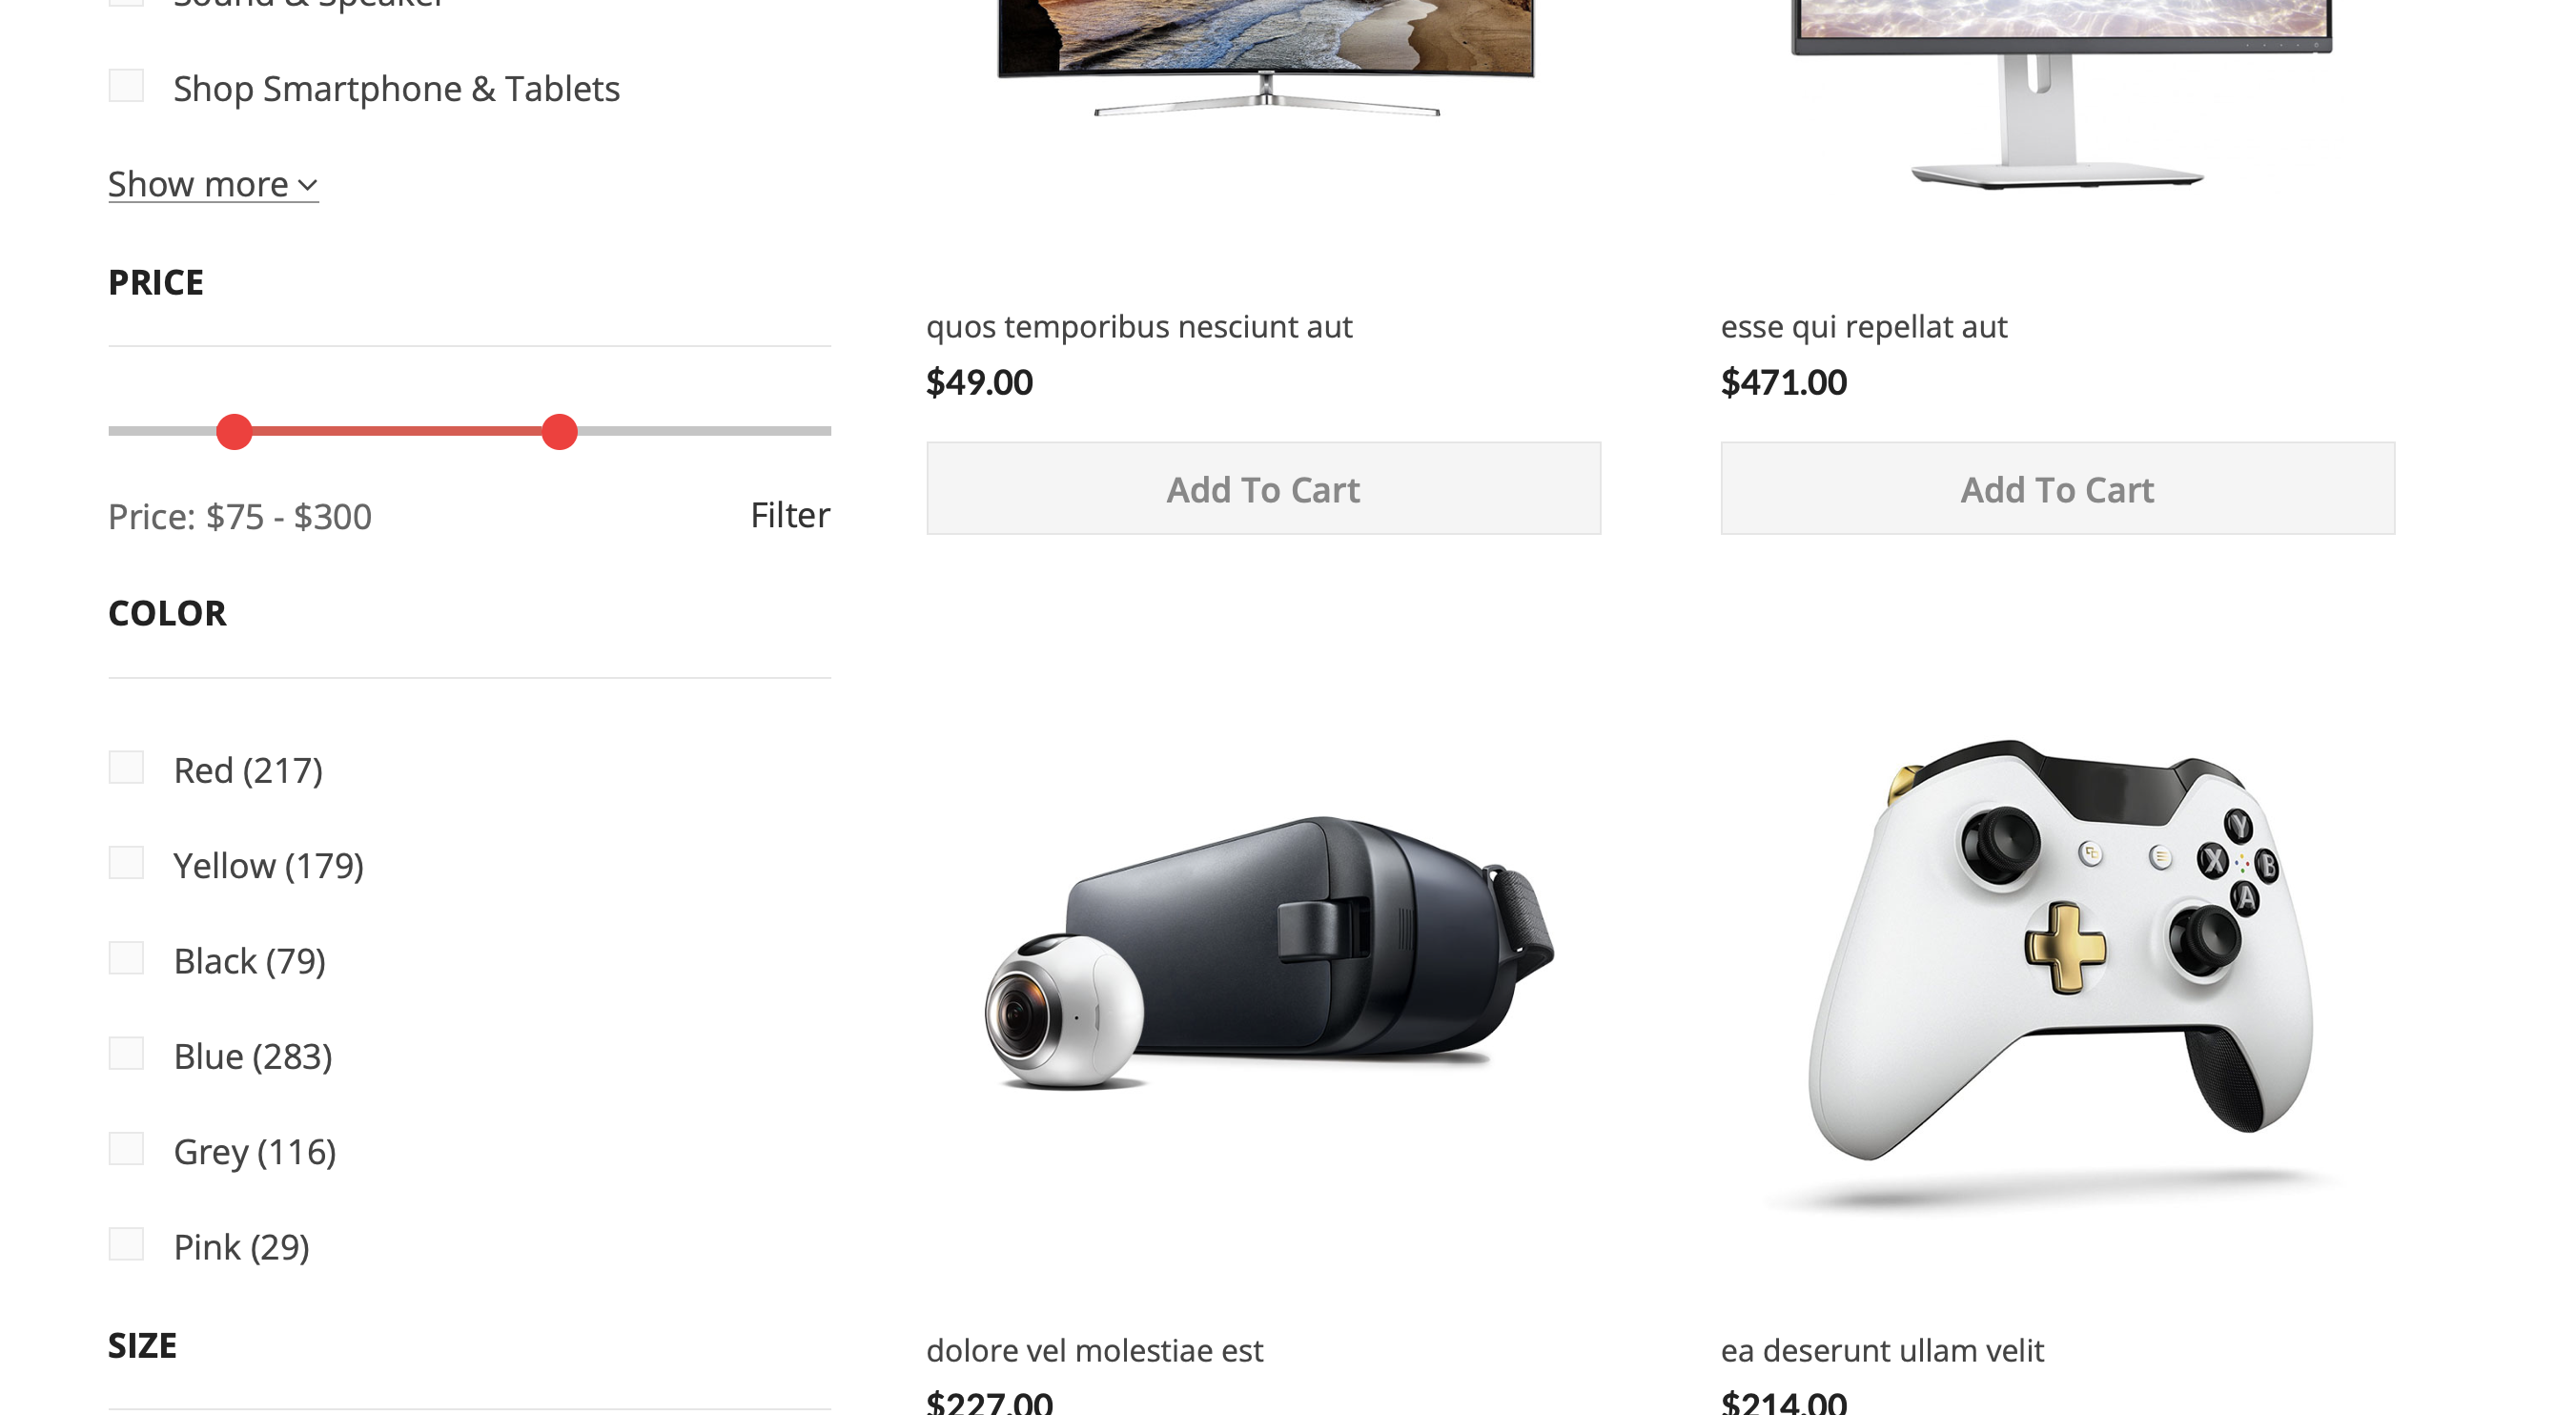 Sound & Speaker
Shop Smartphone & Tablets
Show more
PRICE
Price: $75 - $300
Filter
COLOR
Red (217)
Yellow (179)
Black (79)
Blue (283)
Grey (116)
Pink (29)
SIZE
quos temporibus nesciunt aut
$49.00
Add To Cart
esse qui repellat aut
$471.00
Add To Cart
Y
X
B
A
dolore vel molestiae est
$227.00
ea deserunt ullam velit
$214.00